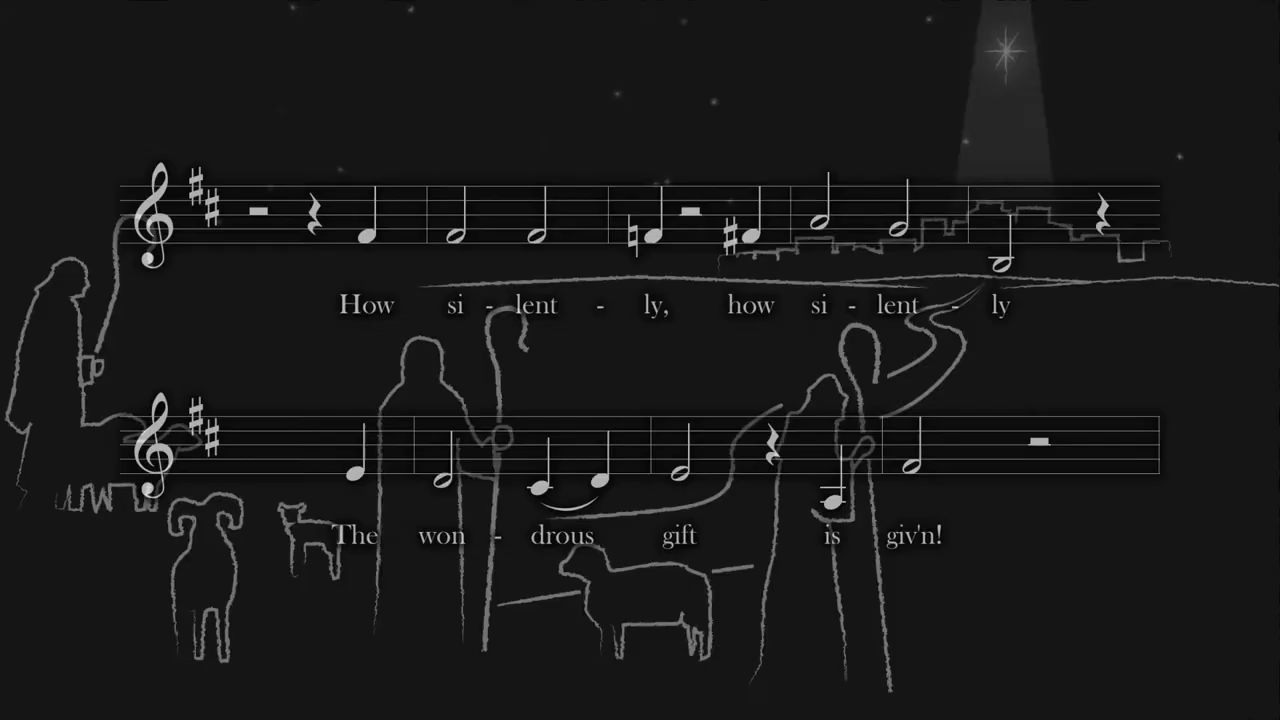 How si - lent - ly, how si - lent - ly
The won - drous gift is giv'n!